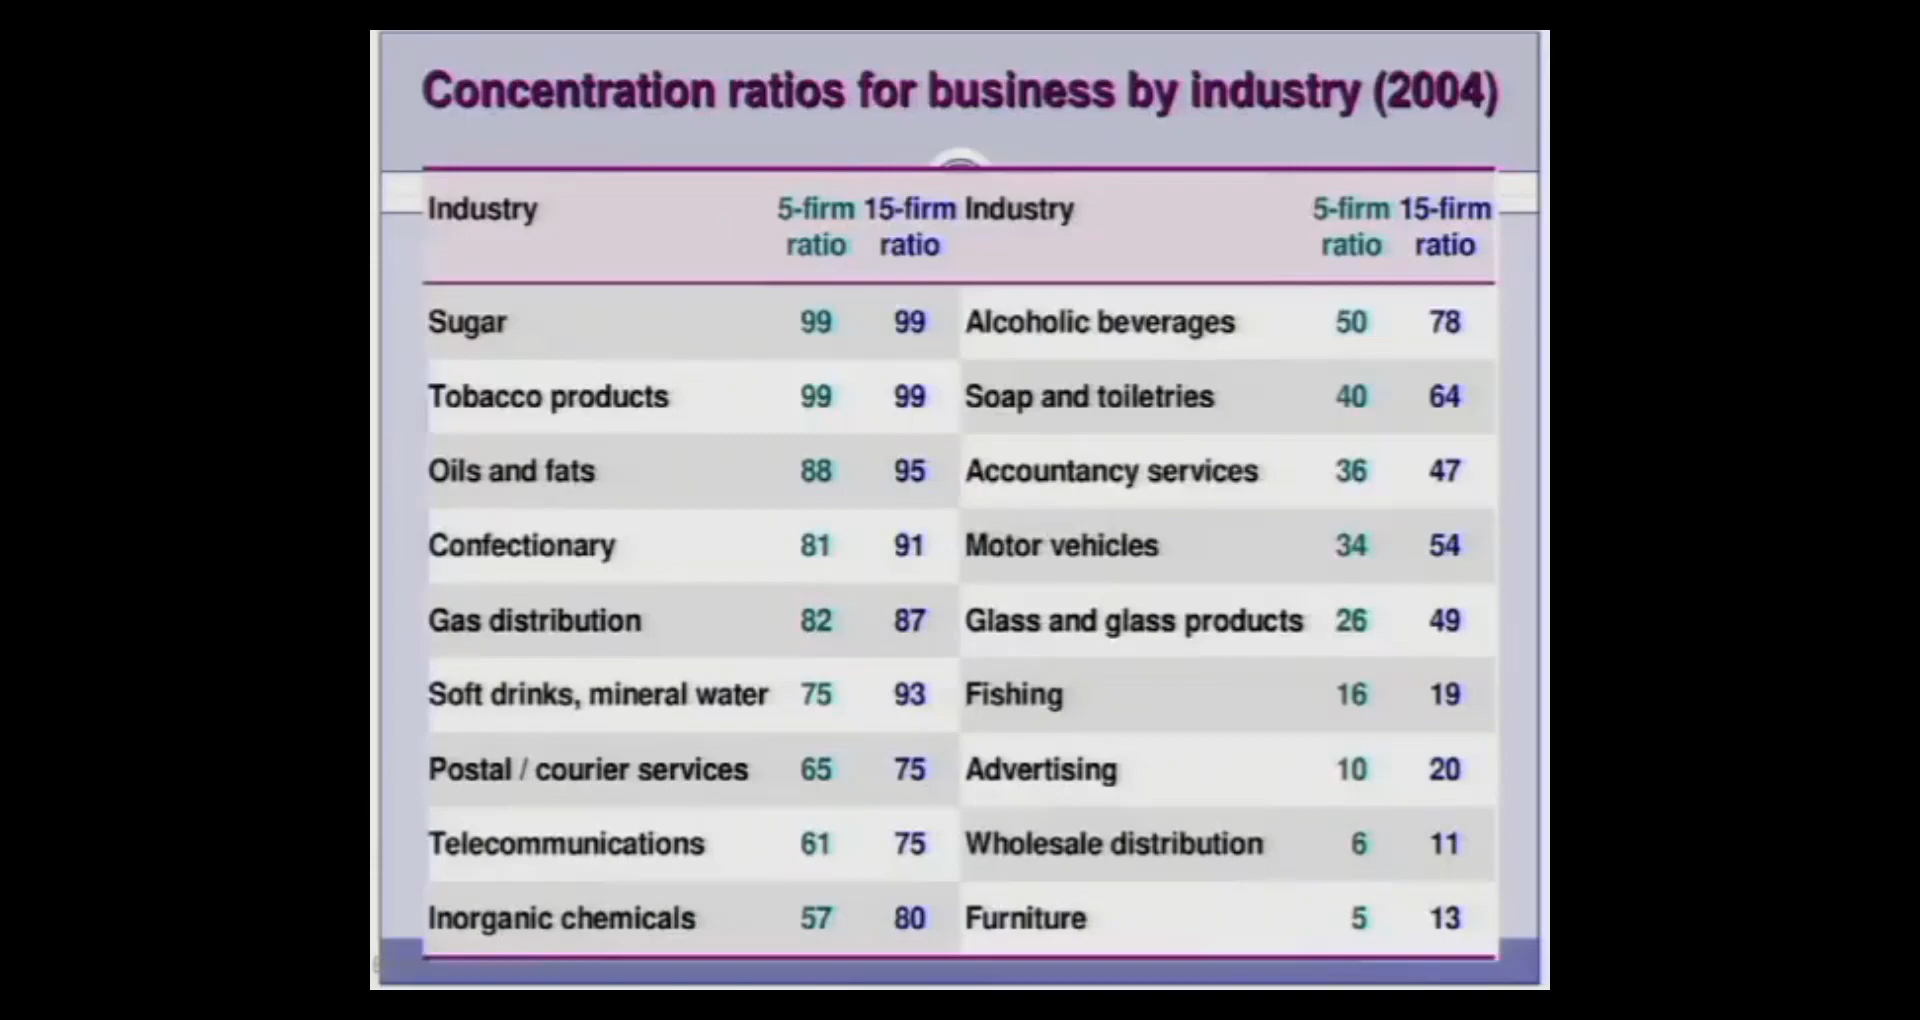 Concentration ratios for business by industry (2004)
Industry 5-firm ratio 15-firm ratio Industry 5-firm ratio 15-firm ratio
Sugar 99 99 Alcoholic beverages 50 78
Tobacco products 99 99 Soap and toiletries 40 64
Oils and fats 88 95 Accountancy services 36 47
Confectionary 81 91 Motor vehicles 34 54
Gas distribution 82 87 Glass and glass products 26 49
Soft drinks, mineral water 75 93 Fishing 16 19
Postal / courier services 65 75 Advertising 10 20
Telecommunications 61 75 Wholesale distribution 6 11
Inorganic chemicals 57 80 Furniture 5 13